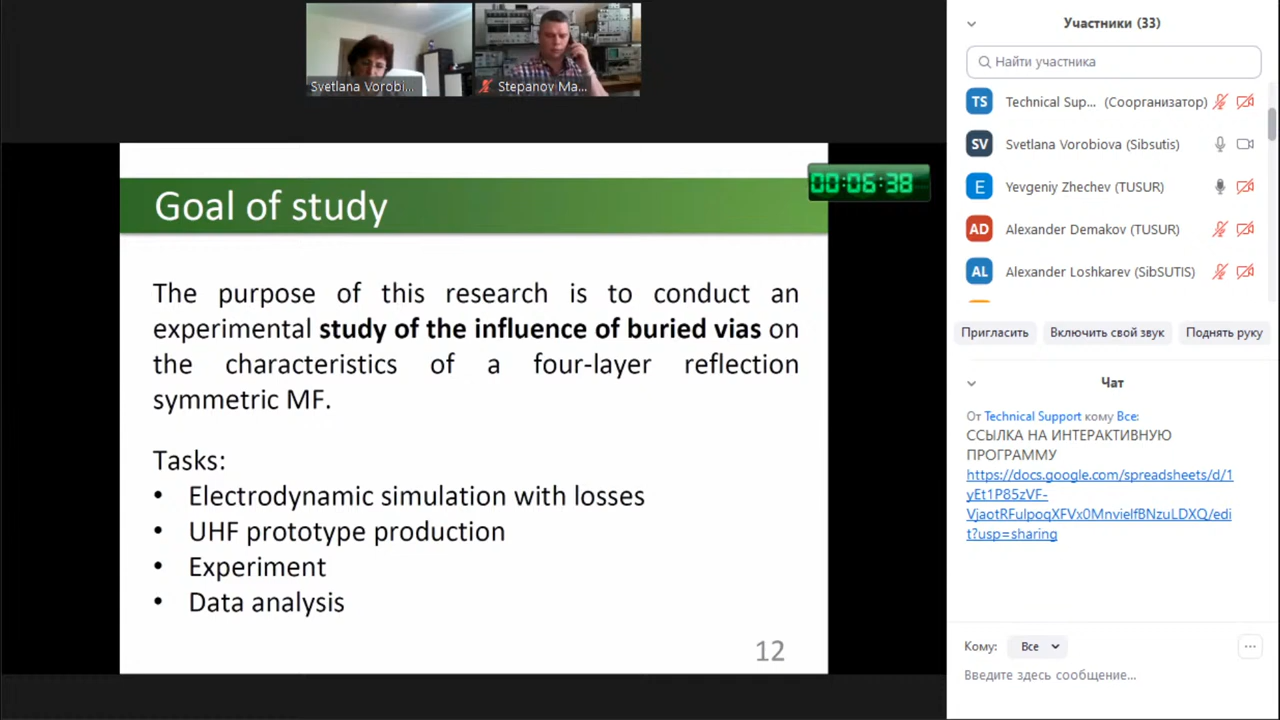 Svetlana Vorobi...
Stepanov Ma...
00:06:38
Goal of study
The purpose of this research is to conduct an
experimental study of the influence of buried vias on
the characteristics of a four-layer reflection
symmetric MF.
Tasks:
• Electrodynamic simulation with losses
• UHF prototype production
• Experiment
• Data analysis
12
Участники (33)
Найти участника
TS Technical Sup... (Соорганизатор)
SV Svetlana Vorobiova (Sibsutis)
E Yevgeniy Zhechev (TUSUR)
AD Alexander Demakov (TUSUR)
AL Alexander Loshkarev (SibSUTIS)
Пригласить Включить свой звук Поднять руку
Чат
От Technical Support кому Все:
ССЫЛКА НА ИНТЕРАКТИВНУЮ
ПРОГРАММУ
https://docs.google.com/spreadsheets/d/1
yEt1P85zVF-
VjaotRFulpoqXFVx0MnvielfBNzuLDXQ/edi
t?usp=sharing
Кому: Все
Введите здесь сообщение...